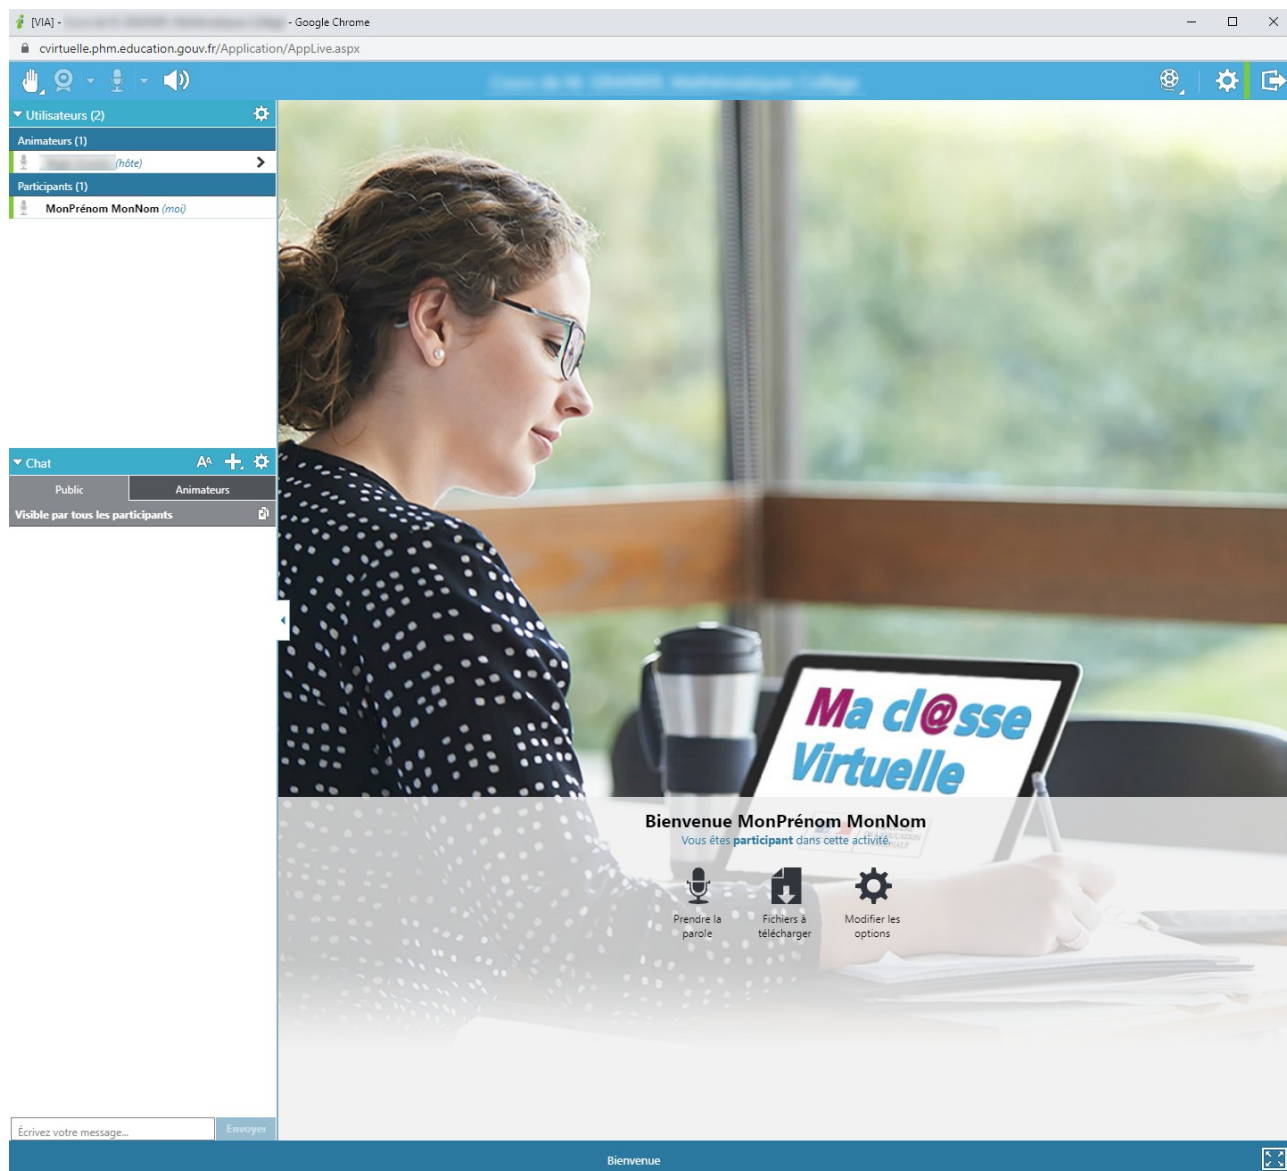 [VIA] -
- Google Chrome
cvirtuelle.phm.education.gouv.fr/Application/AppLive.aspx
Utilisateurs (2)
Animateurs (1)
(hôte)
Participants (1)
MonPrénom MonNom (moi)
Chat
AA
Public
Animateurs
Visible par tous les participants
Ma cl@sse
Virtuelle
Bienvenue MonPrénom MonNom
Vous êtes participant dans cette activité.
Prendre la
parole
Fichiers à
télécharger
Modifier les
options
Écrivez votre message...
Envoyer
Bienvenue